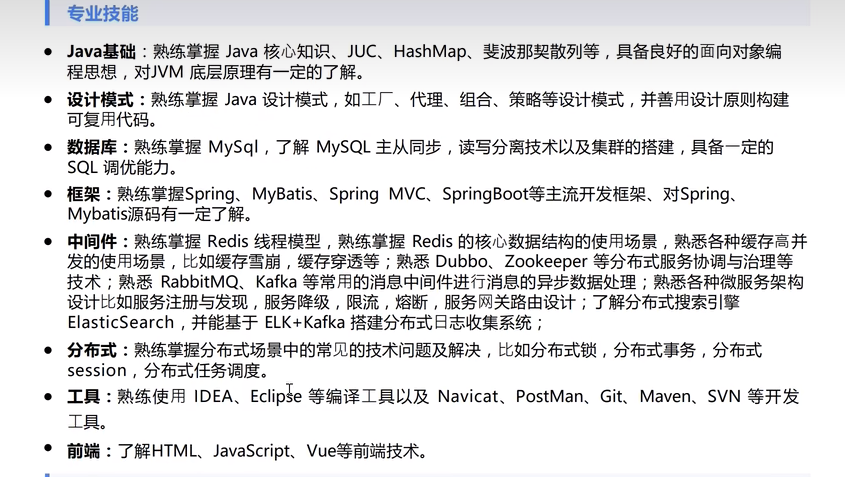 专业技能
● Java基础：熟练掌握 Java 核心知识、JUC、HashMap、斐波那契散列等，具备良好的面向对象编
程思想，对JVM 底层原理有一定的了解。
● 设计模式：熟练掌握 Java 设计模式，如工厂、代理、组合、策略等设计模式，并善用设计原则构建
可复用代码。
● 数据库：熟练掌握 MySql，了解 MySQL 主从同步，读写分离技术以及集群的搭建，具备一定的
SQL 调优能力。
● 框架：熟练掌握Spring、MyBatis、Spring MVC、SpringBoot等主流开发框架、对Spring、
Mybatis源码有一定了解。
● 中间件：熟练掌握 Redis 线程模型，熟练掌握 Redis 的核心数据结构的使用场景，熟悉各种缓存高并
发的使用场景，比如缓存雪崩，缓存穿透等；熟悉 Dubbo、Zookeeper 等分布式服务协调与治理等
技术；熟悉 RabbitMQ、Kafka 等常用的消息中间件进行消息的异步数据处理；熟悉各种微服务架构
设计比如服务注册与发现，服务降级，限流，熔断，服务网关路由设计；了解分布式搜索引擎
ElasticSearch，并能基于 ELK+Kafka 搭建分布式日志收集系统；
● 分布式：熟练掌握分布式场景中的常见的技术问题及解决，比如分布式锁，分布式事务，分布式
session，分布式任务调度。
● 工具：熟练使用 IDEA、Eclipse 等编译工具以及 Navicat、PostMan、Git、Maven、SVN 等开发
工具。
● 前端：了解HTML、JavaScript、Vue等前端技术。